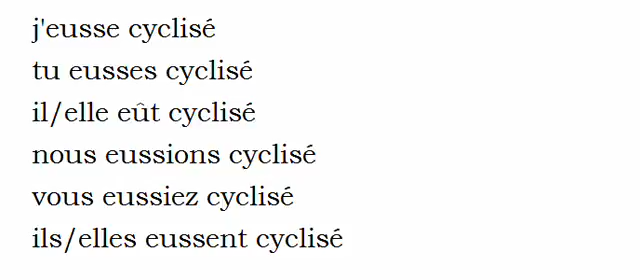 j'eusse cyclisé
tu eusses cyclisé
il/elle eût cyclisé
nous eussions cyclisé
vous eussiez cyclisé
ils/elles eussent cyclisé